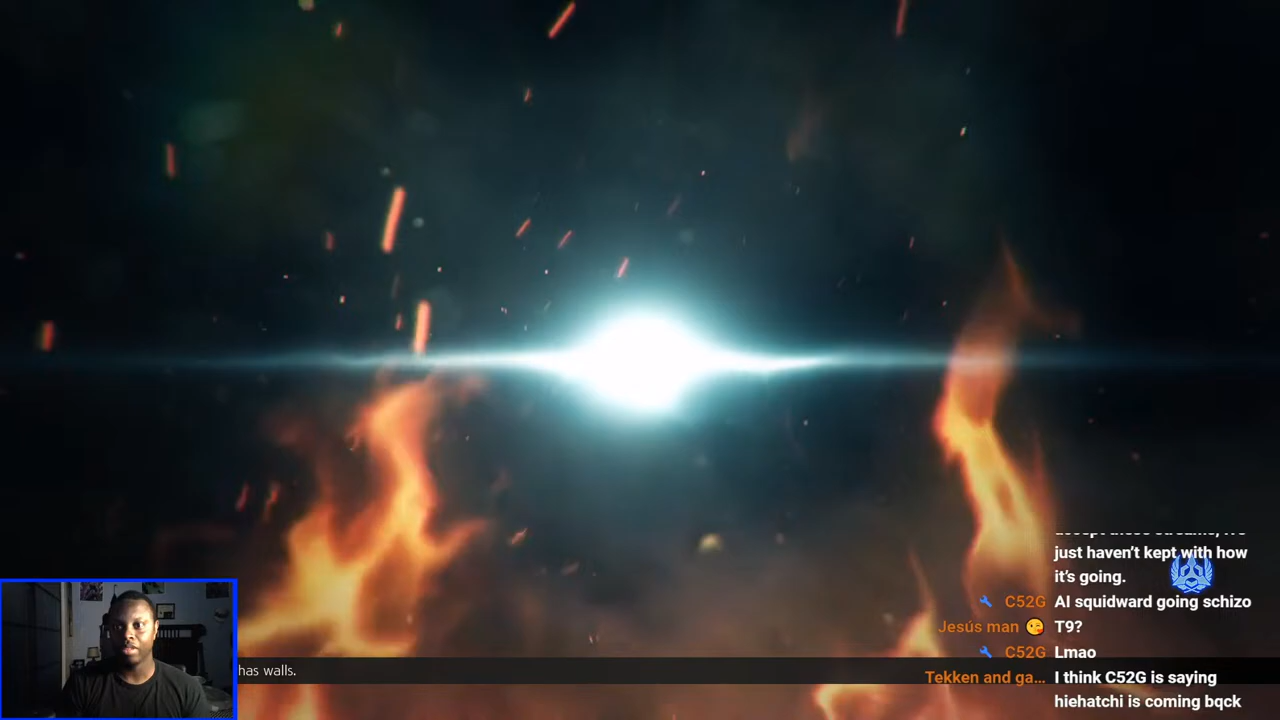 just haven't kept with how
it's going.
C52G AI squidward going schizo
Jesús man 😘 T9?
C52G Lmao
has walls.
Tekken and ga… I think C52G is saying
hiehatchi is coming bqck